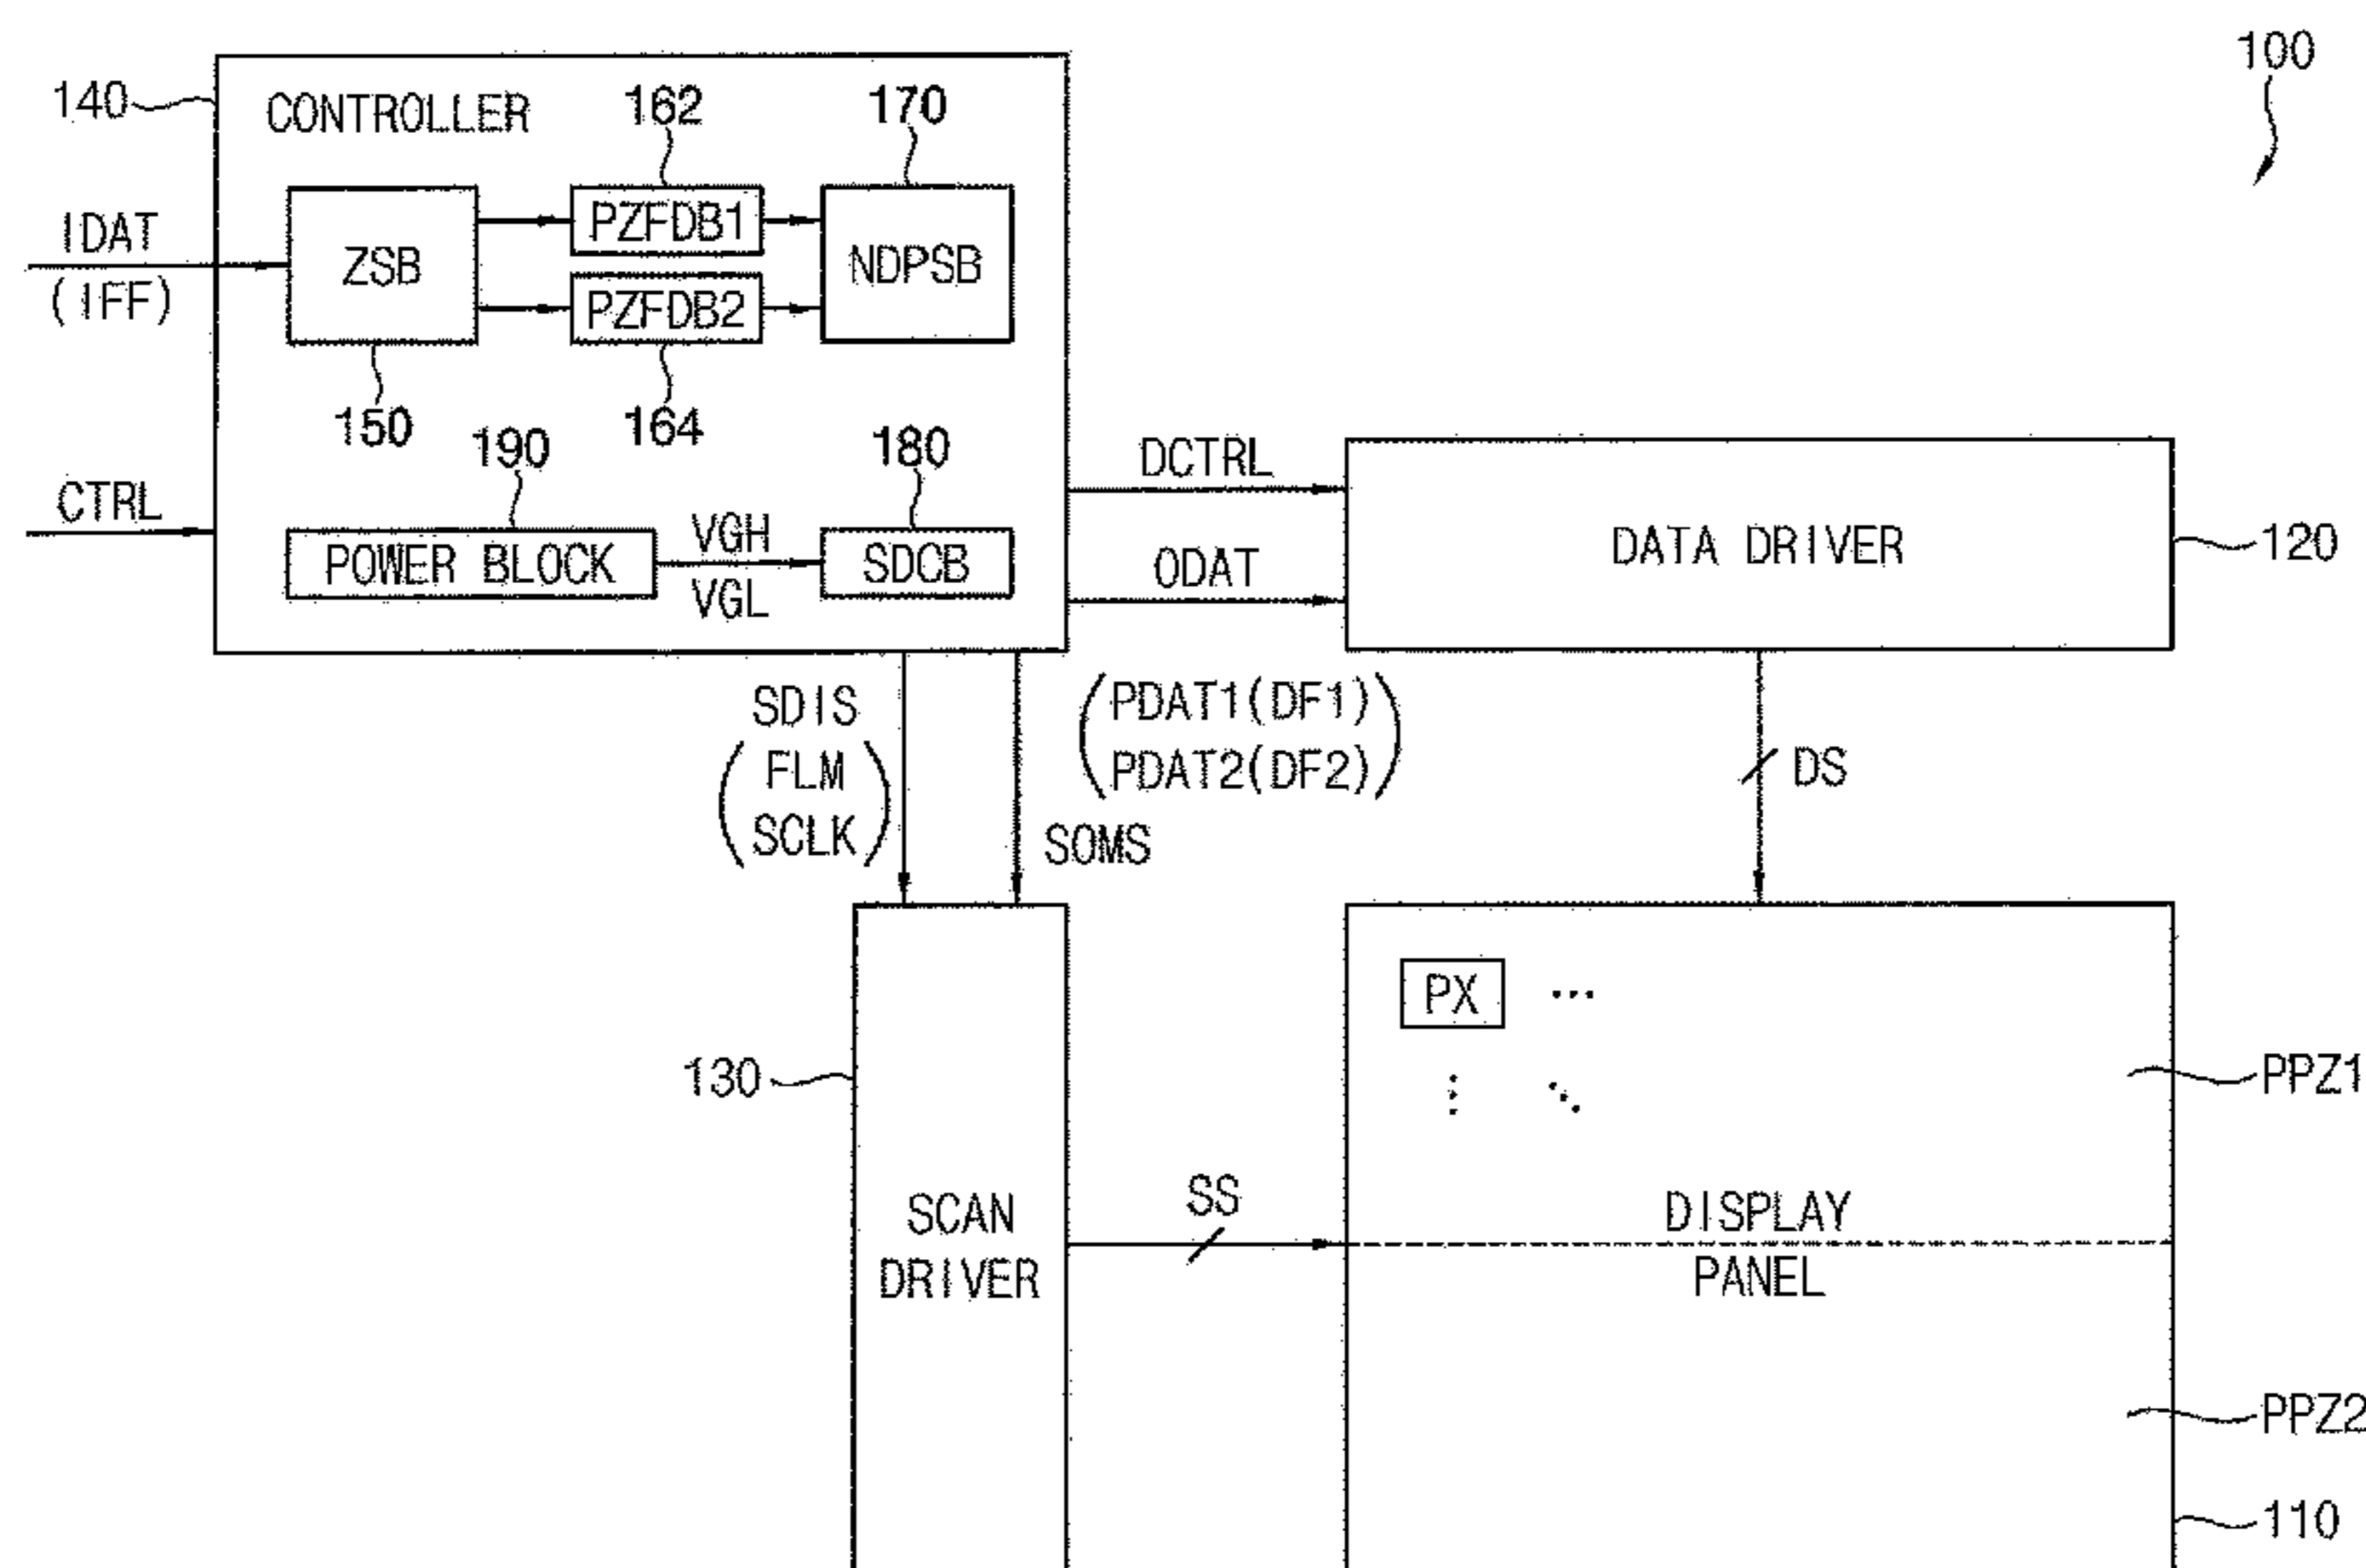 100
140
CONTROLLER
162
170
IDAT
(IFF)
ZSB
PZFDB1
PZFDB2
NDPSB
150
164
190
180
CTRL
POWER BLOCK
VGH
VGL
SDCB
DCTRL
ODAT
DATA DRIVER
120
SDIS
(FLM
SCLK)
SOMS
(PDAT1(DF1)
PDAT2(DF2))
DS
130
SCAN
DRIVER
SS
PX ...
DISPLAY
PANEL
PPZ1
PPZ2
110